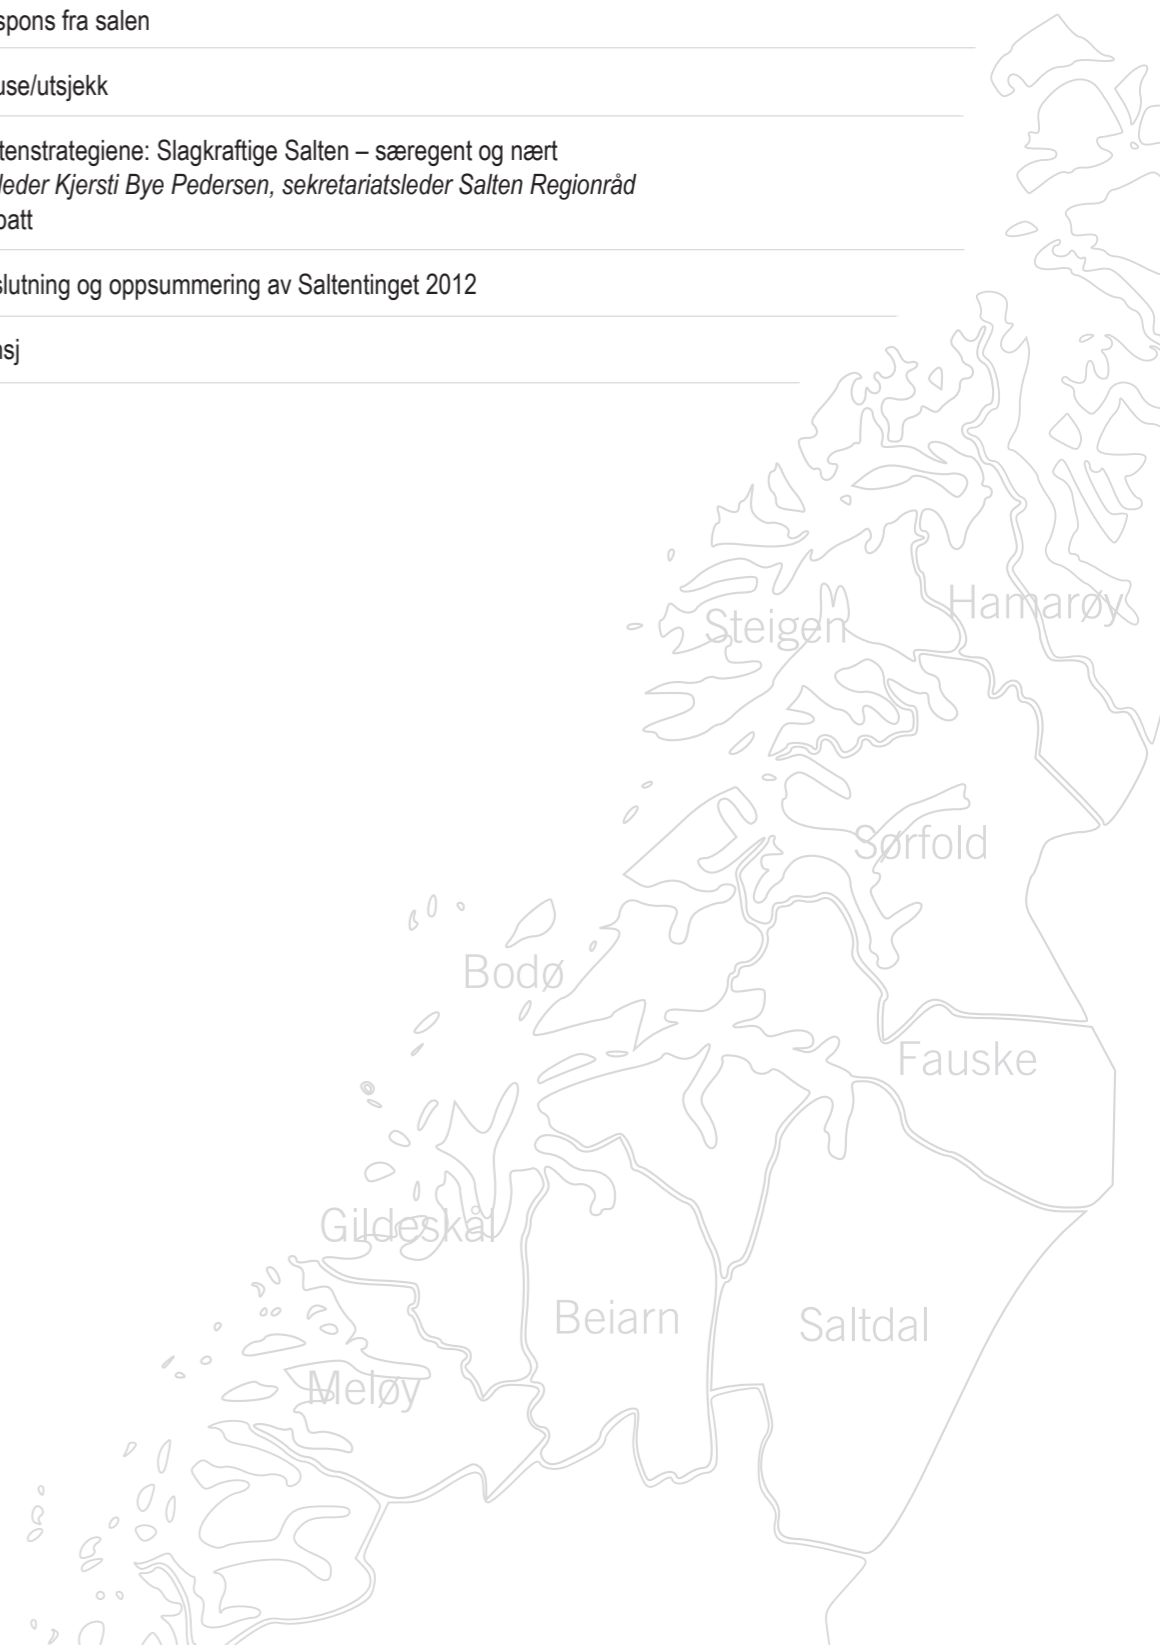 spons fra salen
use/utsjekk
tenstrategiene: Slagkraftige Salten – særegent og nært
leder Kjersti Bye Pedersen, sekretariatsleder Salten Regionråd
batt
slutning og oppsummering av Saltentinget 2012
nsj
Hamarøy
Steigen
Sørfold
Bodø
Fauske
Gildeskål
Beiarn
Saltdal
Meløy